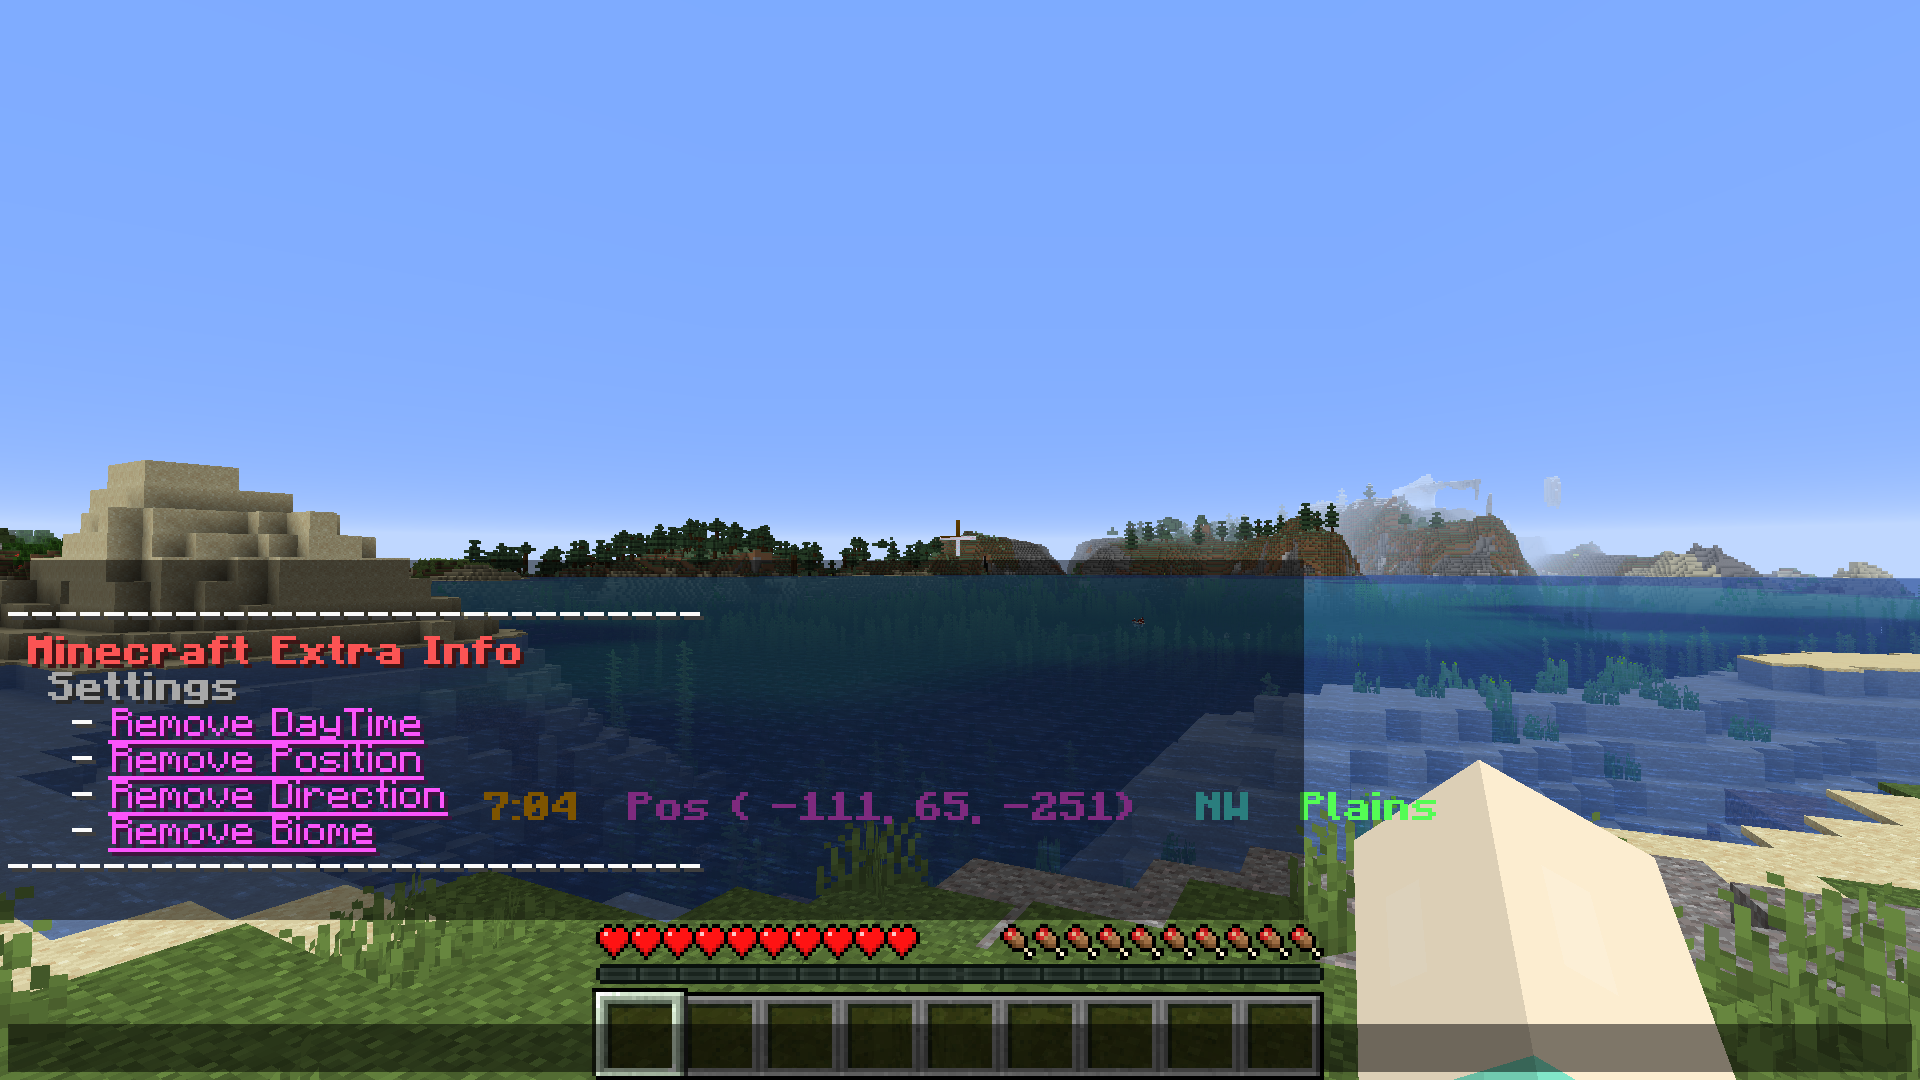 Minecraft Extra Info
Settings
- Remove DayTime
- Remove Position
- Remove Direction
- Remove Biome
7:04 Pos ( -111, 65, -251) NW Plains